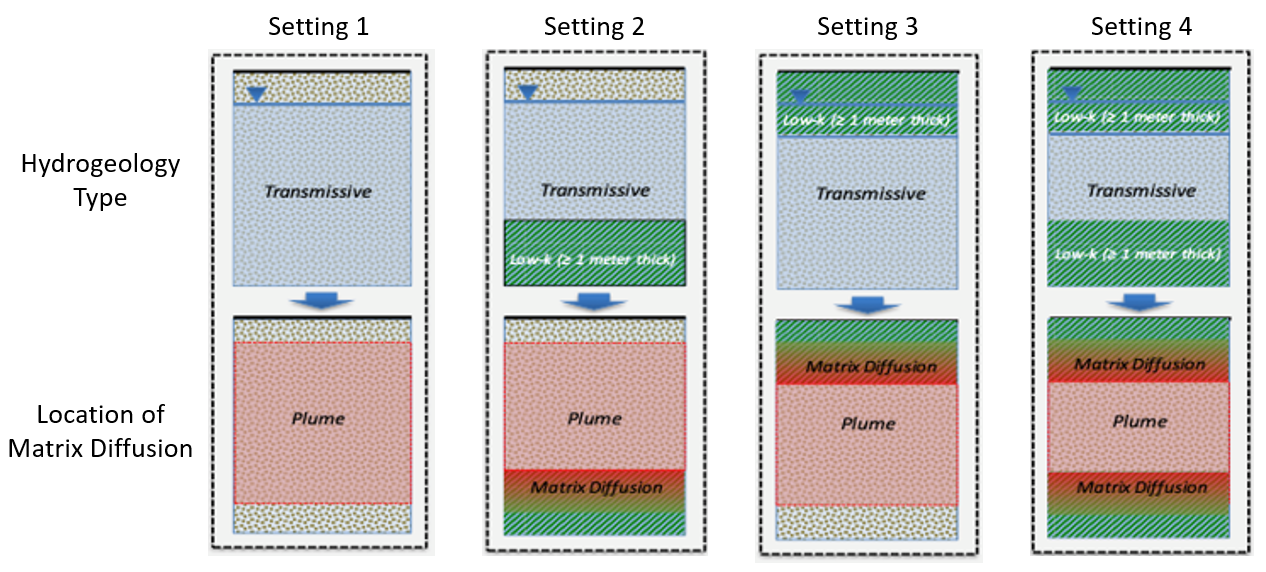 Setting 1
Setting 2
Setting 3
Setting 4
Hydrogeology
Type
Transmissive
Transmissive
Low-k (≥ 1 meter thick)
Low-k (≥ 1 meter thick)
Transmissive
Low-k (≥ 1 meter thick)
Transmissive
Low-k (≥ 1 meter thick)
Location of
Matrix Diffusion
Plume
Plume
Matrix Diffusion
Matrix Diffusion
Plume
Matrix Diffusion
Plume
Matrix Diffusion